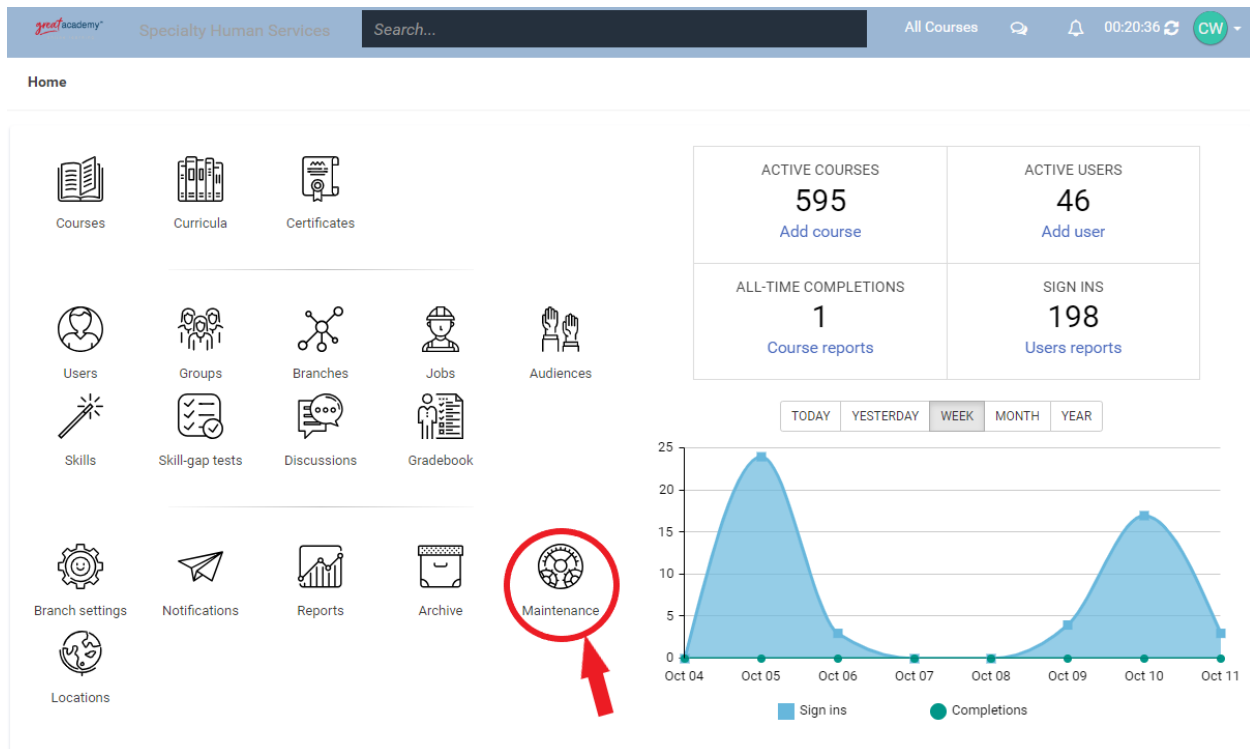 great academy
Specialty Human Services
Search...
All Courses
00:20:36
CW
Home
Courses
Curricula
Certificates
Users
Groups
Branches
Jobs
Audiences
Skills
Skill-gap tests
Discussions
Gradebook
Branch settings
Notifications
Reports
Archive
Maintenance
Locations
ACTIVE COURSES
595
Add course
ACTIVE USERS
46
Add user
ALL-TIME COMPLETIONS
1
Course reports
SIGN INS
198
Users reports
TODAY
YESTERDAY
WEEK
MONTH
YEAR
25
20
15
10
5
0
Oct 04
Oct 05
Oct 06
Oct 07
Oct 08
Oct 09
Oct 10
Oct 11
Sign ins
Completions